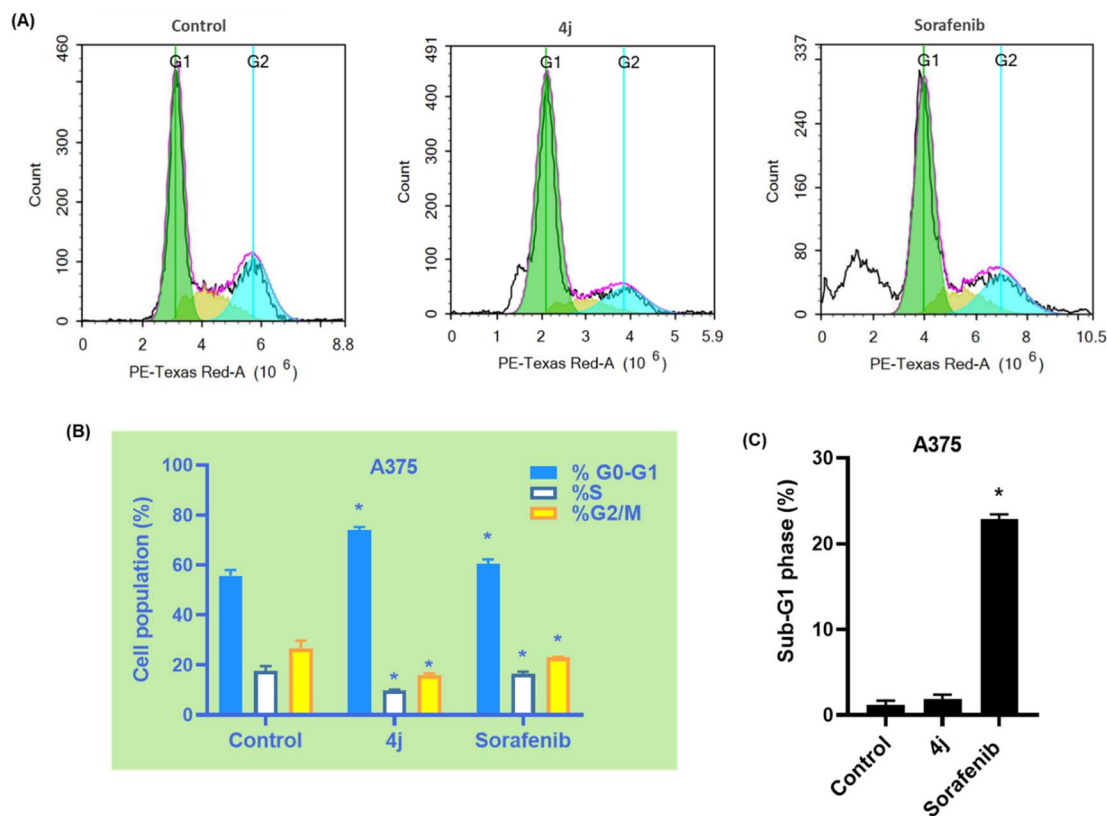 (A)
Control
460
G1
G2
300
200
100
0
Count
0 2 4 6 8.8
PE-Texas Red-A (10 6)
4j
491
G1
G2
400
300
200
100
0
Count
0 2 3 4 5 5.9
PE-Texas Red-A (10 6)
Sorafenib
337
G1
G2
240
160
80
0
Count
0 2 4 6 8 10.5
PE-Texas Red-A (10 6)
(B)
A375
% G0-G1
%S
%G2/M
100
80
60
40
20
0
Cell population (%)
*
* *
*
* *
Control 4j Sorafenib
(C)
A375
30
20
10
0
Sub-G1 phase (%)
*
Control
4j
Sorafenib